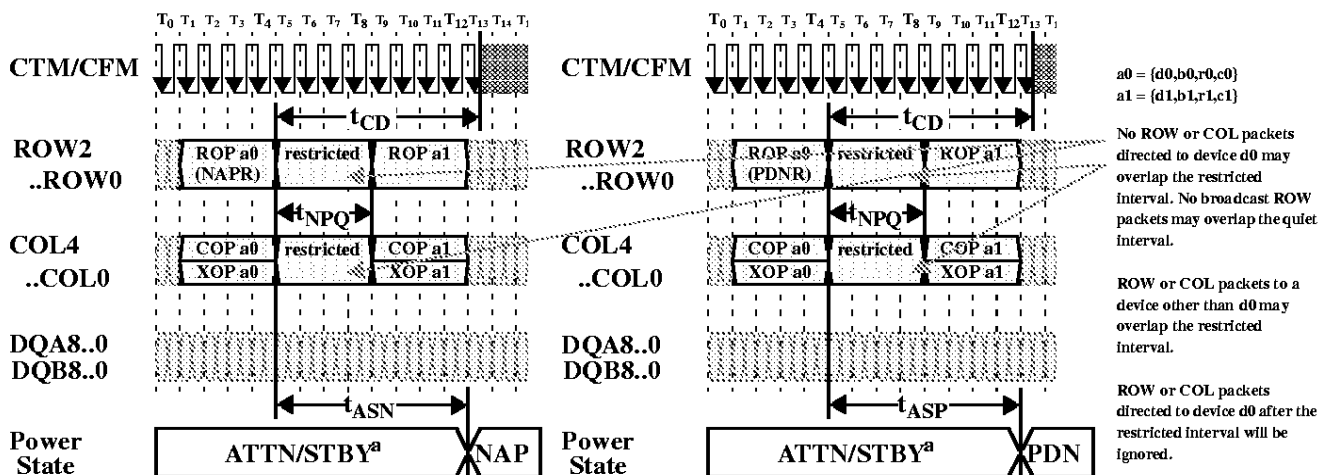 T0 T1 T2 T3 T4 T5 T6 T7 T8 T9 T10 T11 T12 T13 T14 T1
CTM/CFM
tCD
ROW2
..ROW0
ROP a0
(NAPR)
restricted
ROP a1
tNPQ
COL4
..COL0
COP a0
XOP a0
restricted
COP a1
XOP a1
DQA8..0
DQB8..0
tASN
Power
State
ATTN/STBYa
NAP
T0 T1 T2 T3 T4 T5 T6 T7 T8 T9 T10 T11 T12 T13 T1
CTM/CFM
tCD
ROW2
..ROW0
ROP a0
(PDNR)
restricted
ROP a1
tNPQ
COL4
..COL0
COP a0
XOP a0
restricted
COP a1
XOP a1
DQA8..0
DQB8..0
tASP
Power
State
ATTN/STBYa
PDN
a0 = {d0,b0,r0,c0}
a1 = {d1,b1,r1,c1}
No ROW or COL packets
directed to device d0 may
overlap the restricted
interval. No broadcast ROW
packets may overlap the quiet
interval.
ROW or COL packets to a
device other than d0 may
overlap the restricted
interval.
ROW or COL packets
directed to device d0 after the
restricted interval will be
ignored.